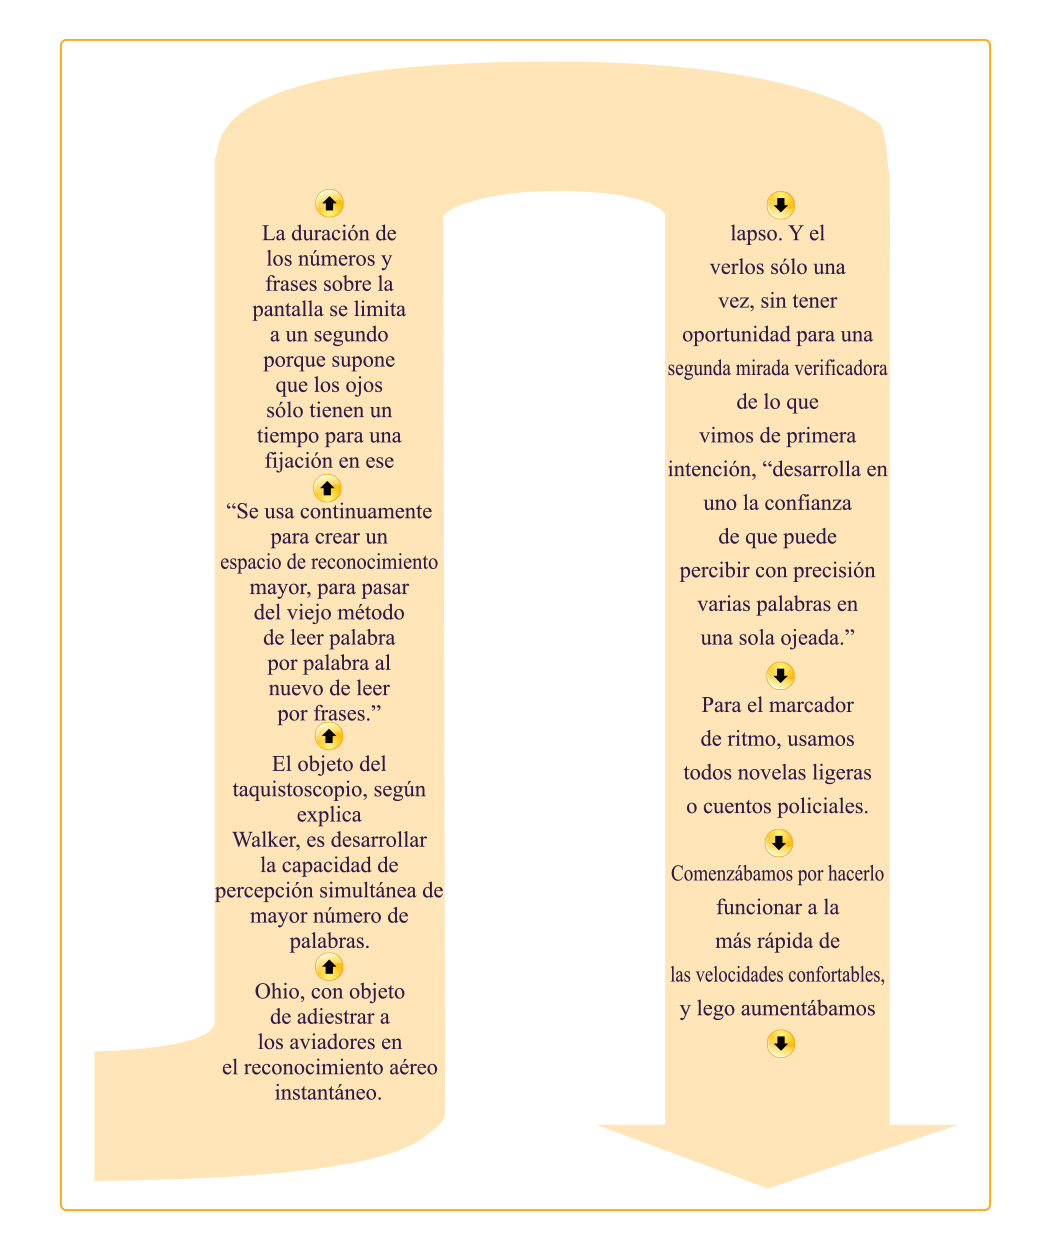 Ohio, con objeto
de adiestrar a
los aviadores en
el reconocimiento aéreo
instantáneo.
El objeto del
taquistoscopio, según
explica
Walker, es desarrollar
la capacidad de
percepción simultánea de
mayor número de
palabras.
“Se usa continuamente
para crear un
espacio de reconocimiento
mayor, para pasar
del viejo método
de leer palabra
por palabra al
nuevo de leer
por frases.”
La duración de
los números y
frases sobre la
pantalla se limita
a un segundo
porque supone
que los ojos
sólo tienen un
tiempo para una
fijación en ese
lapso. Y el
verlos sólo una
vez, sin tener
oportunidad para una
segunda mirada verificadora
de lo que
vimos de primera
intención, “desarrolla en
uno la confianza
de que puede
percibir con precisión
varias palabras en
una sola ojeada.”
Para el marcador
de ritmo, usamos
todos novelas ligeras
o cuentos policiales.
Comenzábamos por hacerlo
funcionar a la
más rápida de
las velocidades confortables,
y lego aumentábamos